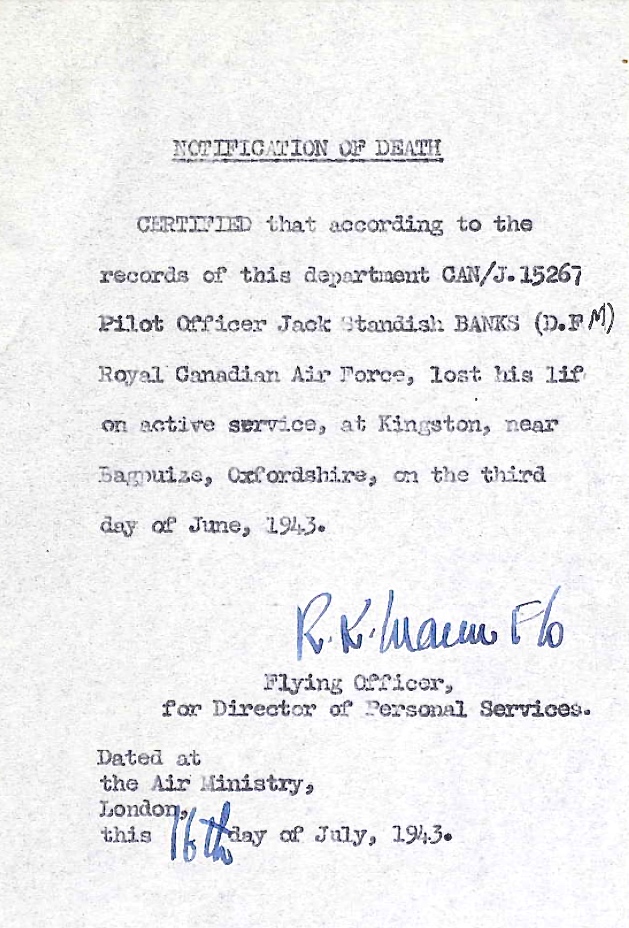 NOTIFICATION OF DEATH
CERTIFIED that according to the
records of this department CAN/J.15267
Pilot Officer Jack Standish BANKS (D.F M)
Royal Canadian Air Force, lost his lif
on active service, at Kingston, near
Bagpuize, Oxfordshire, on the third
day of June, 1943.
R. K. F/o
Flying Officer,
for Director of Personal Services.
Dated at
the Air Ministry,
London,
this 16th day of July, 1943.